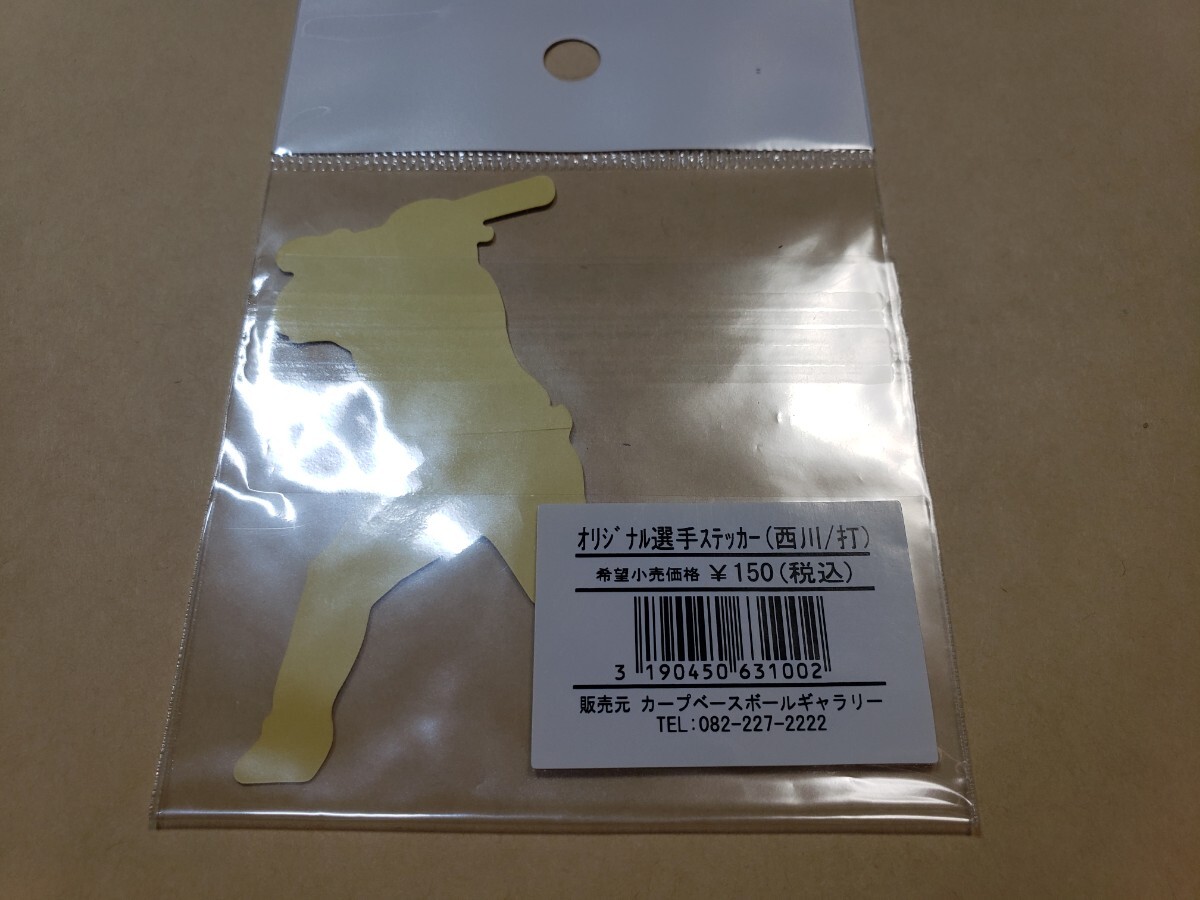 ｵﾘｼﾞﾅﾙ選手ｽﾃｯｶｰ(西川/打)
希望小売価格 ￥150(税込)
3 190450 631002
販売元 カープベースボールギャラリー
TEL:082-227-2222